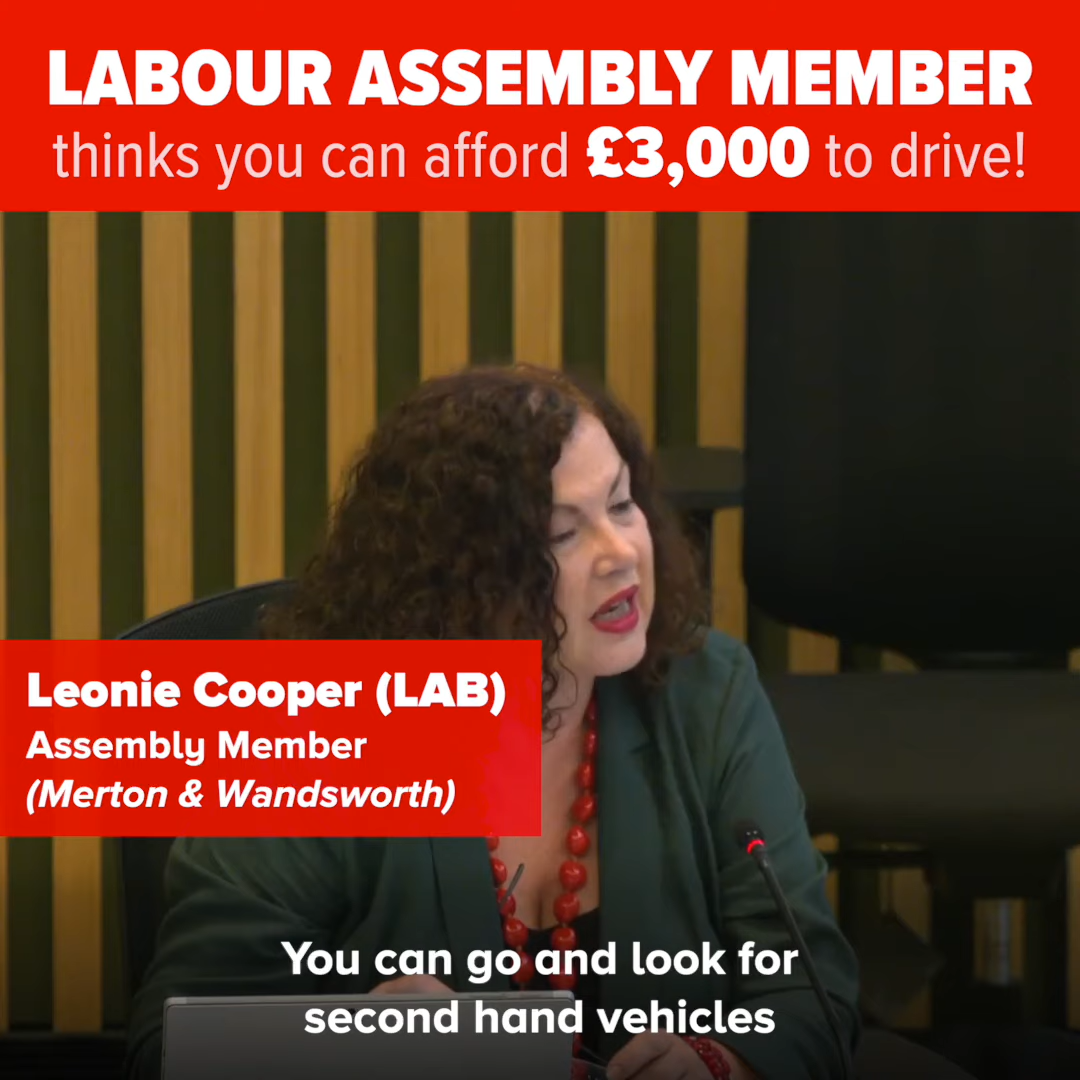 LABOUR ASSEMBLY MEMBER
thinks you can afford £3,000 to drive!
Leonie Cooper (LAB)
Assembly Member
(Merton & Wandsworth)
You can go and look for
second hand vehicles